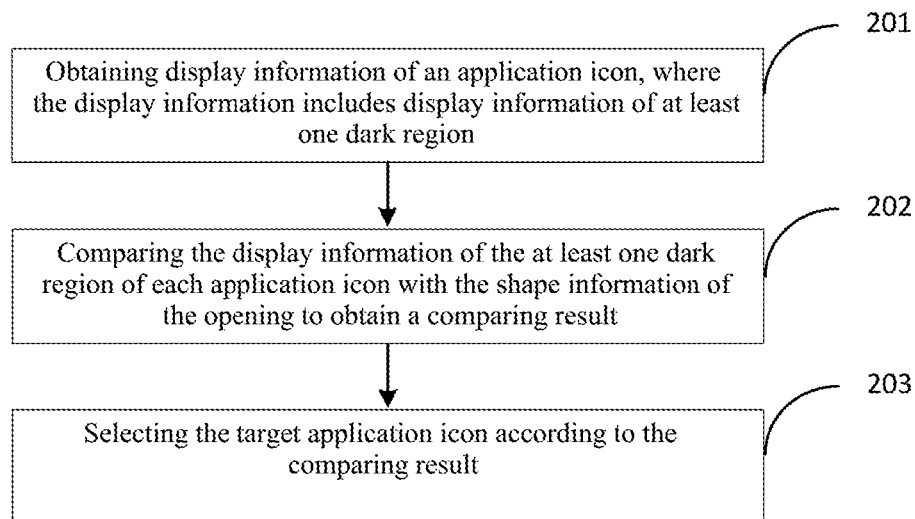 201
Obtaining display information of an application icon, where
the display information includes display information of at least
one dark region
202
Comparing the display information of the at least one dark
region of each application icon with the shape information of
the opening to obtain a comparing result
203
Selecting the target application icon according to the
comparing result